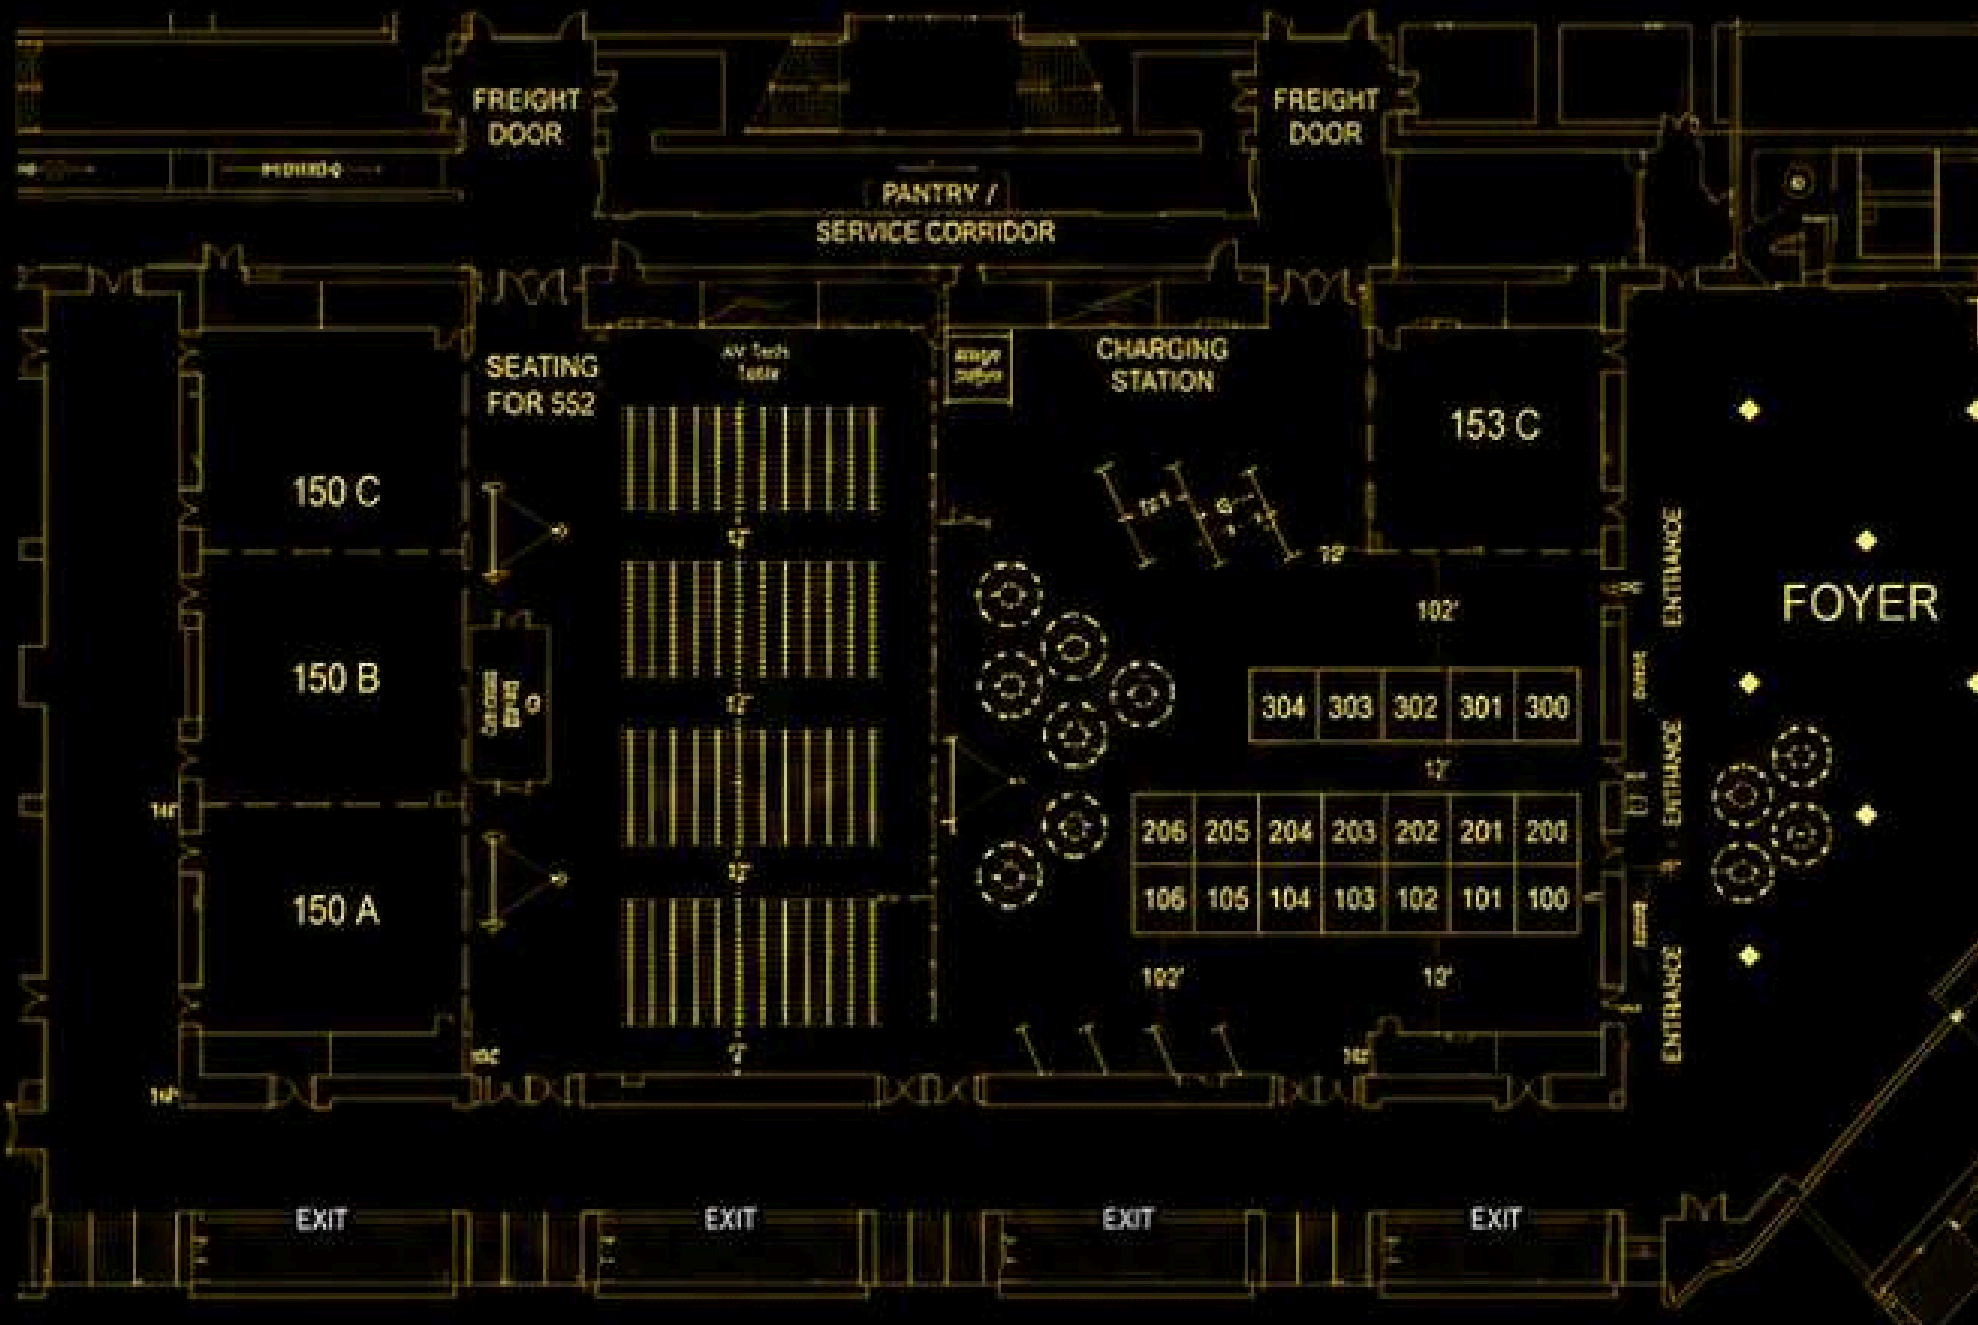 FREIGHT
DOOR
FREIGHT
DOOR
PANTRY /
SERVICE CORRIDOR
SEATING
FOR 552
CHARGING
STATION
153 C
150 C
150 B
150 A
ENTRANCE
FOYER
102'
304 303 302 301 300
12'
ENTRANCE
206 205 204 203 202 201 200
106 105 104 103 102 101 100
10'
ENTRANCE
EXIT
EXIT
EXIT
EXIT